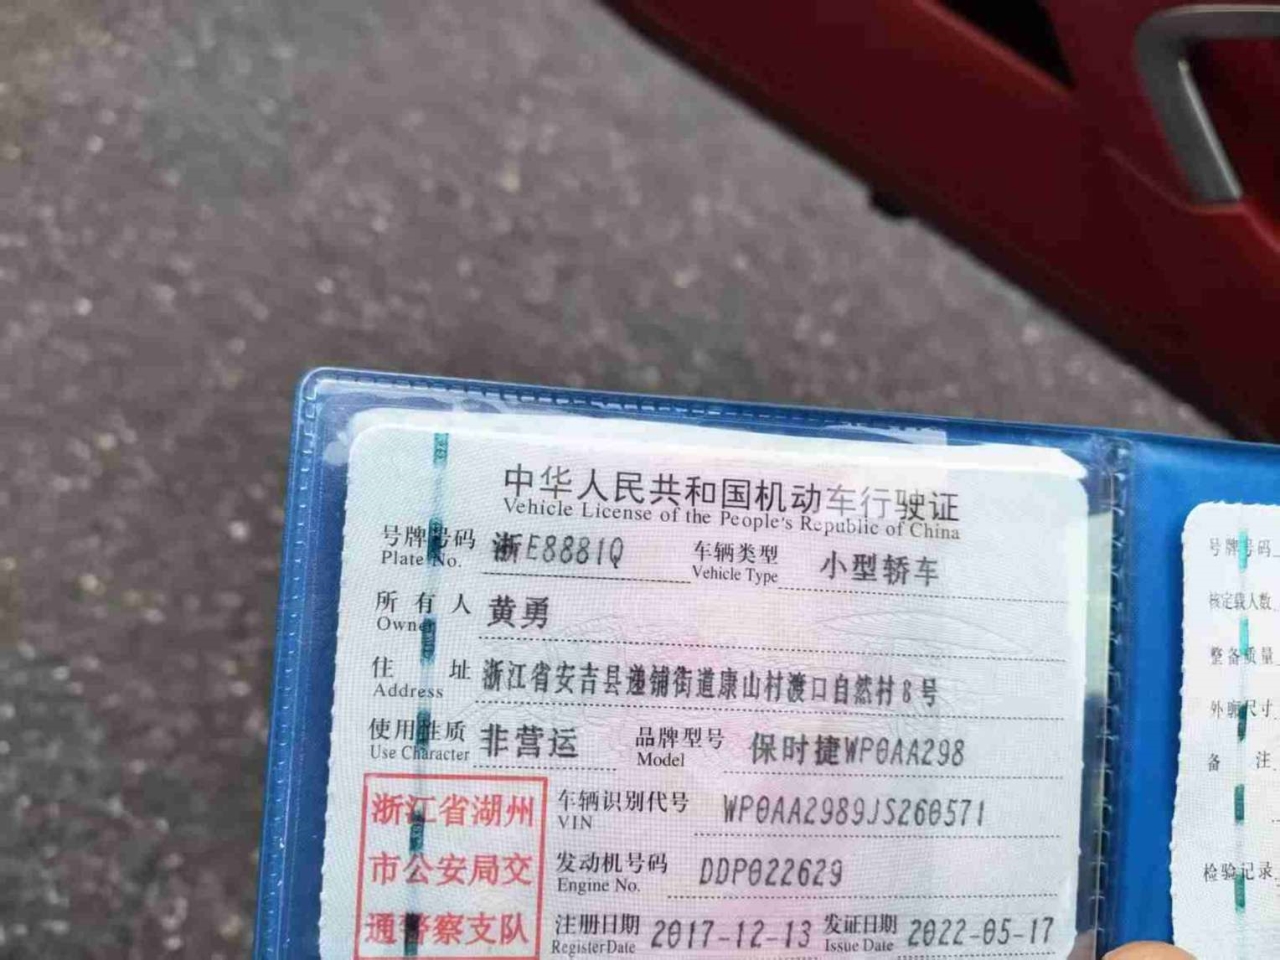 中华人民共和国机动车行驶证
Vehicle License of the People's Republic of China
号牌号码 浙E8881Q 车辆类型 小型轿车
Plate No. Vehicle Type
所有人 黄勇
Owner
住址 浙江省安吉县递铺街道康山村渡口自然村8号
Address
使用性质 非营运 品牌型号 保时捷WP0AA298
Use Character Model
浙江省湖州
市公安局交
通警察支队
车辆识别代号 WP0AA2989JS260571
VIN
发动机号码 DDP022629
Engine No.
注册日期 2017-12-13 发证日期 2022-05-17
Register Date Issue Date
号牌号码
核定载人数
整备质量
外廓尺寸
备注
检验记录